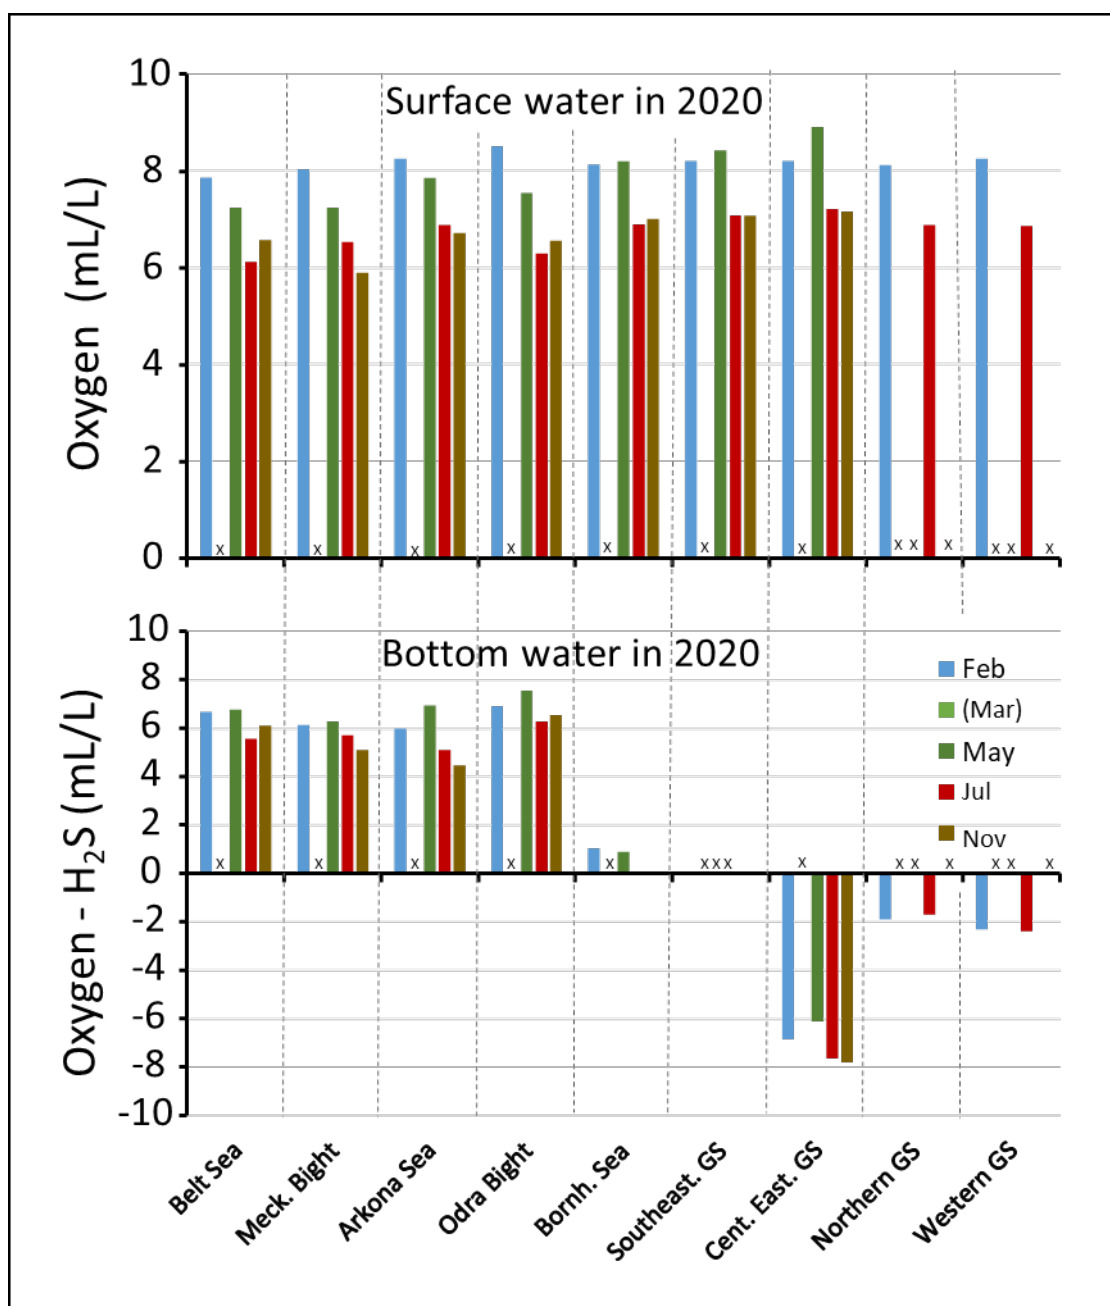 Surface water in 2020
Oxygen (mL/L)
10
8
6
4
2
0
x x x x x x x x x x x x x
Bottom water in 2020
Oxygen - H₂S (mL/L)
10
8
6
4
2
0
-2
-4
-6
-8
-10
x x x x x x x x x x x x x x x
Feb
(Mar)
May
Jul
Nov
Belt Sea
Meck. Bight
Arkona Sea
Odra Bight
Bornh. Sea
Southeast. GS
Cent. East. GS
Northern GS
Western GS